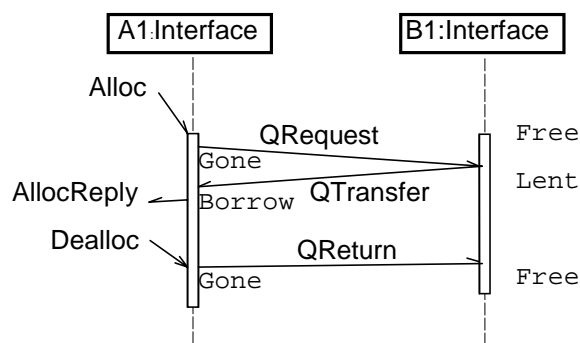 A1:Interface
B1:Interface
Alloc
QRequest
Free
Gone
Lent
AllocReply
Borrow
QTransfer
Dealloc
QReturn
Gone
Free